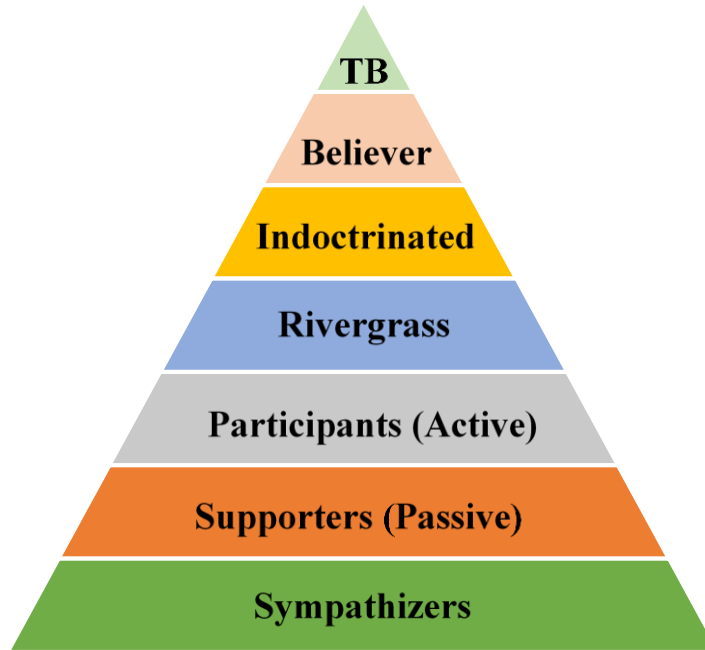 TB
Believer
Indoctrinated
Rivergrass
Participants (Active)
Supporters (Passive)
Sympathizers